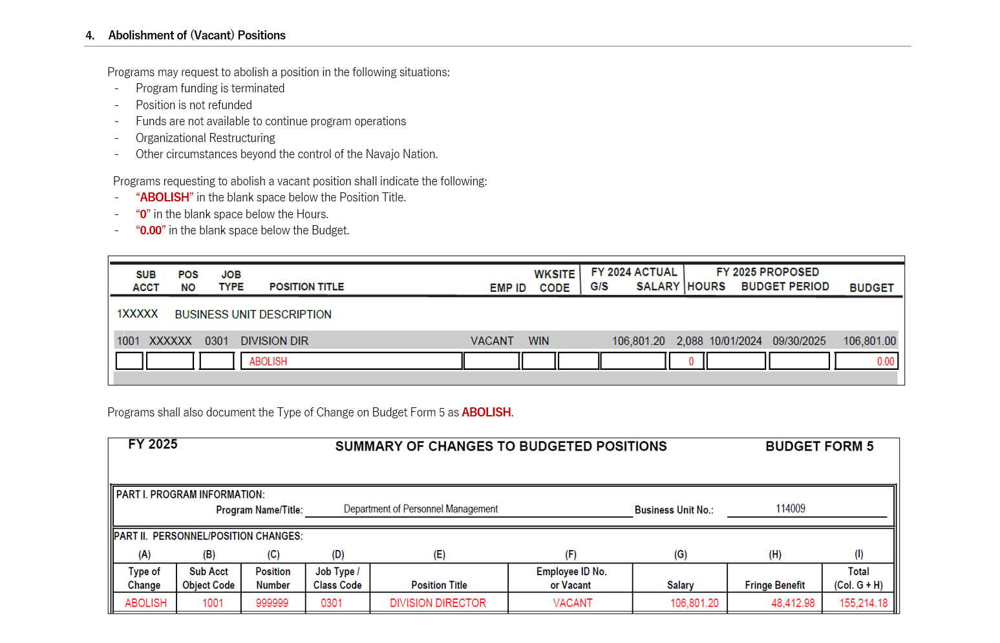 4. Abolishment of (Vacant) Positions
Programs may request to abolish a position in the following situations:
- Program funding is terminated
- Position is not refunded
- Funds are not available to continue program operations
- Organizational Restructuring
- Other circumstances beyond the control of the Navajo Nation.
Programs requesting to abolish a vacant position shall indicate the following:
- “ABOLISH” in the blank space below the Position Title.
- “0” in the blank space below the Hours.
- “0.00” in the blank space below the Budget.
SUB POS JOB WKSITE FY 2024 ACTUAL FY 2025 PROPOSED
ACCT NO TYPE POSITION TITLE EMP ID CODE G/S SALARY HOURS BUDGET PERIOD BUDGET
1XXXXX BUSINESS UNIT DESCRIPTION
1001 XXXXXX 0301 DIVISION DIR VACANT WIN 106,801.20 2,088 10/01/2024 09/30/2025 106,801.00
ABOLISH 0 0.00
Programs shall also document the Type of Change on Budget Form 5 as ABOLISH.
FY 2025 SUMMARY OF CHANGES TO BUDGETED POSITIONS BUDGET FORM 5
PART I. PROGRAM INFORMATION:
Program Name/Title: Department of Personnel Management Business Unit No.: 114009
PART II. PERSONNEL/POSITION CHANGES:
(A) (B) (C) (D) (E) (F) (G) (H) (I)
Type of Sub Acct Position Job Type / Employee ID No. Total
Change Object Code Number Class Code Position Title or Vacant Salary Fringe Benefit (Col. G + H)
ABOLISH 1001 999999 0301 DIVISION DIRECTOR VACANT 106,801.20 48,412.98 155,214.18